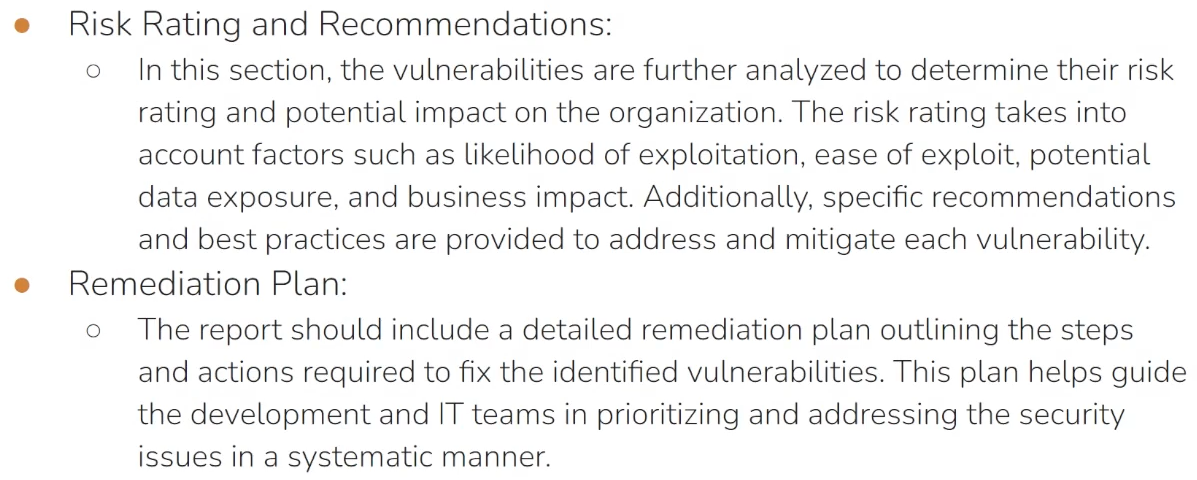 ● Risk Rating and Recommendations:
○ In this section, the vulnerabilities are further analyzed to determine their risk
rating and potential impact on the organization. The risk rating takes into
account factors such as likelihood of exploitation, ease of exploit, potential
data exposure, and business impact. Additionally, specific recommendations
and best practices are provided to address and mitigate each vulnerability.
● Remediation Plan:
○ The report should include a detailed remediation plan outlining the steps
and actions required to fix the identified vulnerabilities. This plan helps guide
the development and IT teams in prioritizing and addressing the security
issues in a systematic manner.